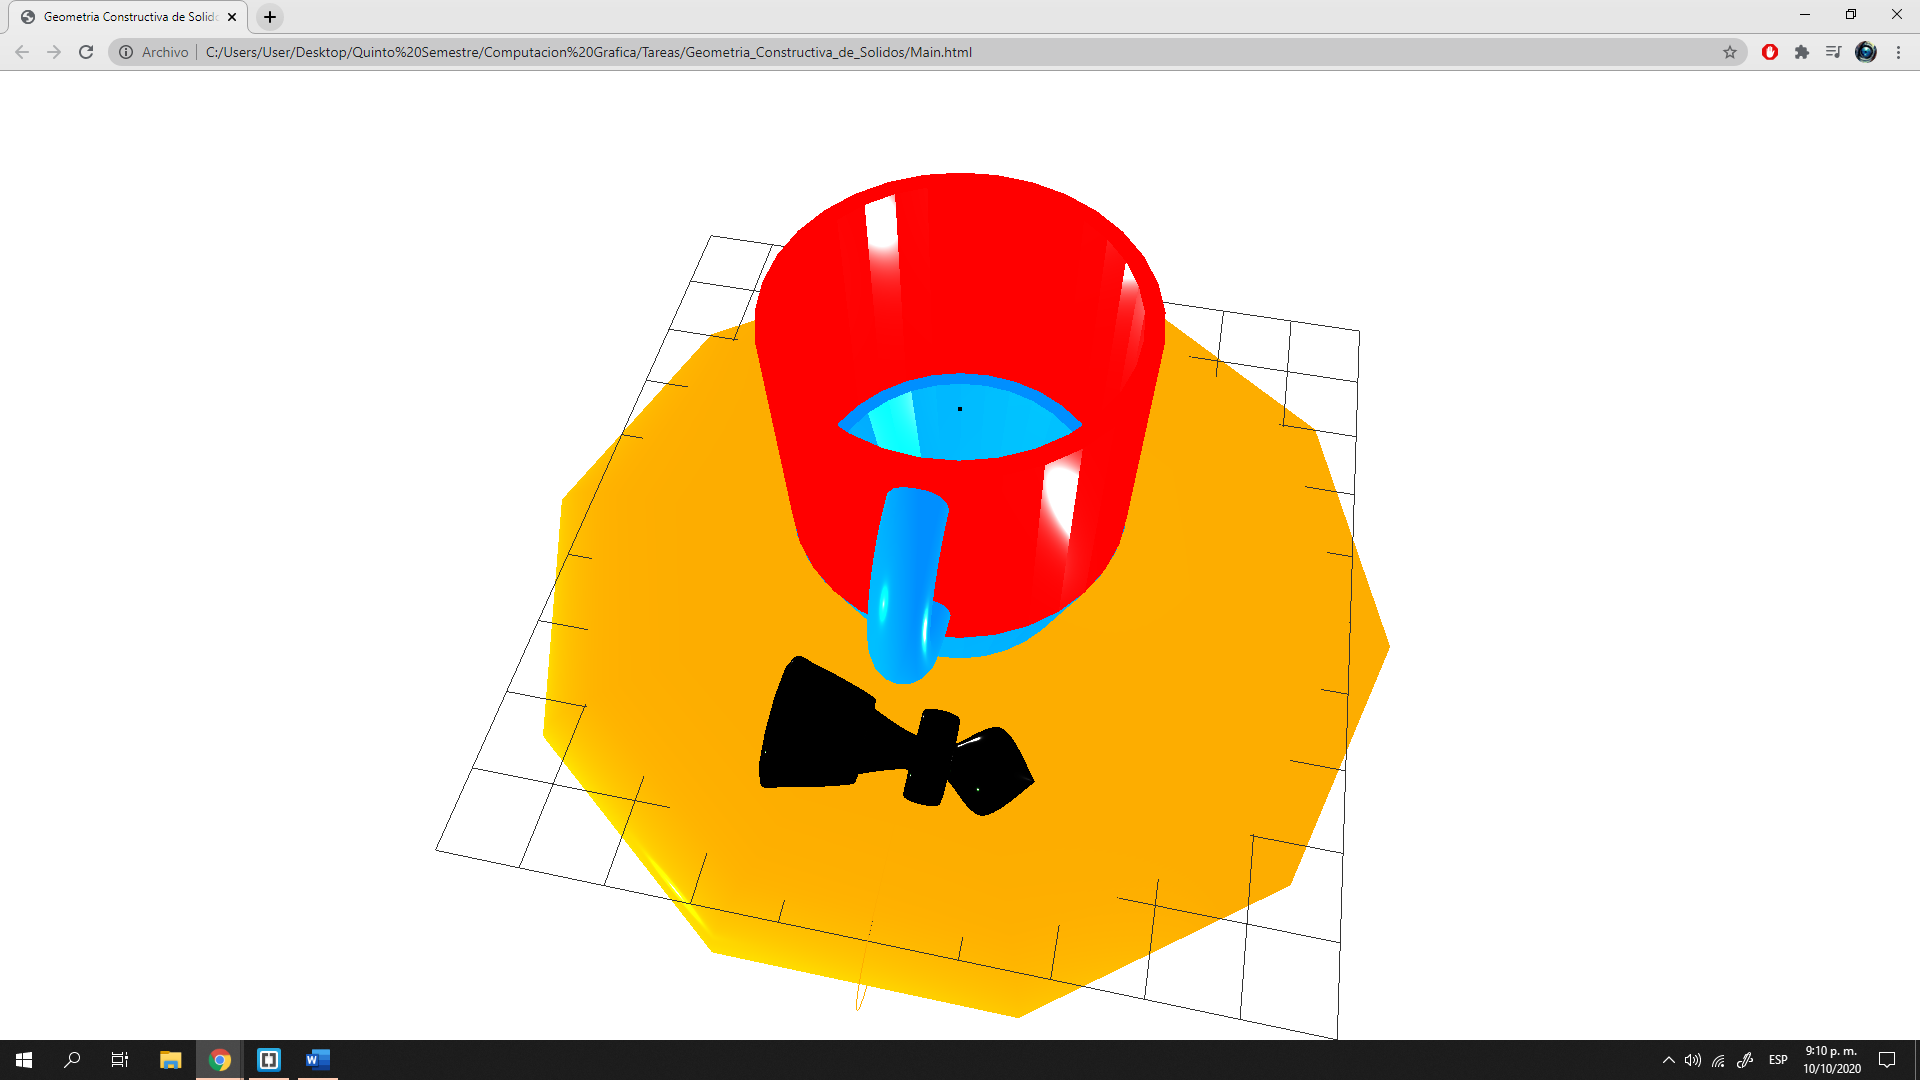 Geometria Constructiva de Solido
Archivo
C:/Users/User/Desktop/Quinto%20Semestre/Computacion%20Grafica/Tareas/Geometria_Constructiva_de_Solidos/Main.html
W
ESP
9:10 p. m.
10/10/2020